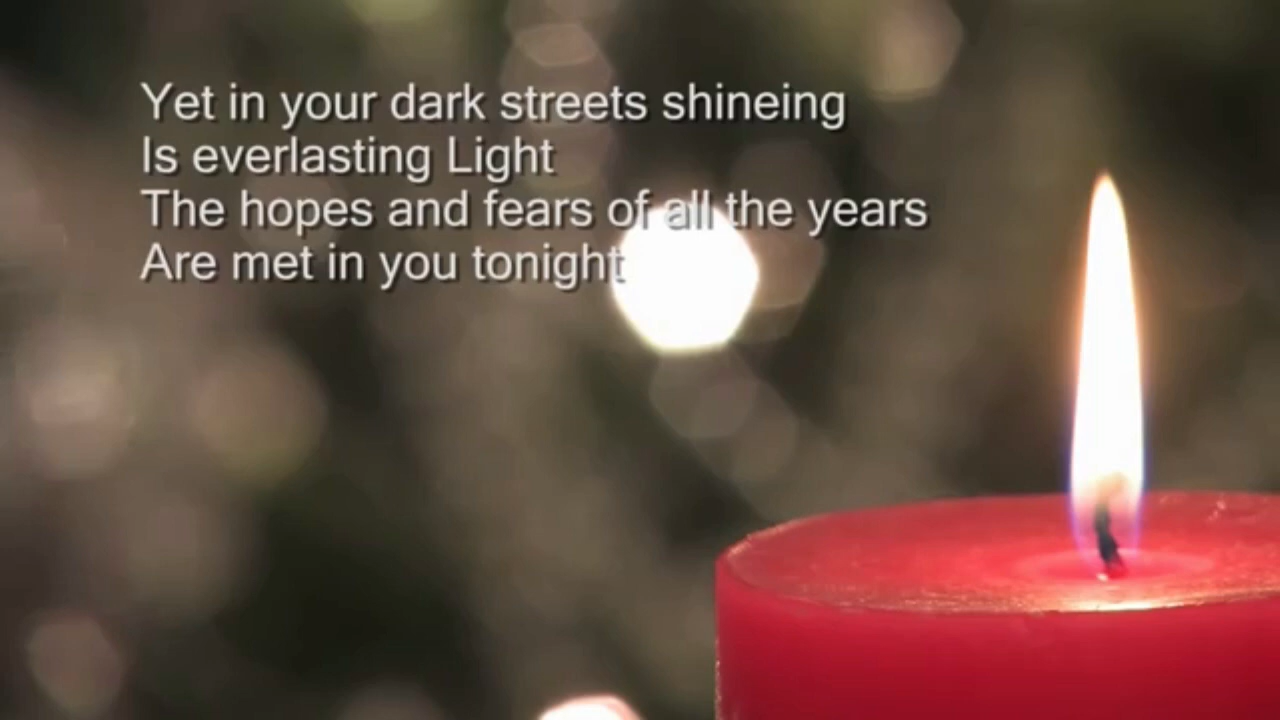 Yet in your dark streets shineing
Is everlasting Light
The hopes and fears of all the years
Are met in you tonight